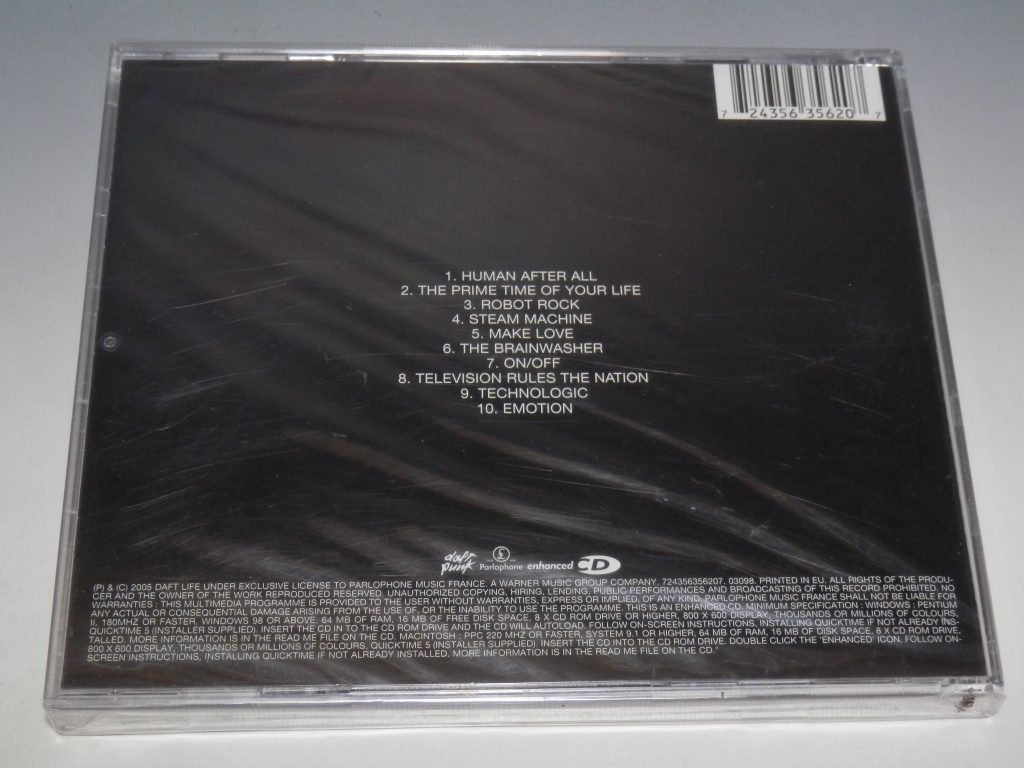 7 24356 35620 7
1. HUMAN AFTER ALL
2. THE PRIME TIME OF YOUR LIFE
3. ROBOT ROCK
4. STEAM MACHINE
5. MAKE LOVE
6. THE BRAINWASHER
7. ON/OFF
8. TELEVISION RULES THE NATION
9. TECHNOLOGIC
10. EMOTION
daft punk Parlophone enhanced CD
(P) & (C) 2005 DAFT LIFE UNDER EXCLUSIVE LICENSE TO PARLOPHONE MUSIC FRANCE, A WARNER MUSIC GROUP COMPANY. 724356356207. 03098. PRINTED IN EU. ALL RIGHTS OF THE PRODU-
CER AND THE OWNER OF THE WORK REPRODUCED RESERVED. UNAUTHORIZED COPYING, HIRING, LENDING, PUBLIC PERFORMANCES AND BROADCASTING OF THIS RECORD PROHIBITED. NO
WARRANTIES : THIS MULTIMEDIA PROGRAMME IS PROVIDED TO THE USER WITHOUT WARRANTIES, EXPRESS OR IMPLIED, OF ANY KIND. PARLOPHONE MUSIC FRANCE SHALL NOT BE LIABLE FOR
ANY ACTUAL OR CONSEQUENTAL DAMAGE ARISING FROM THE USE OF, OR THE INABILITY TO USE THE PROGRAMME. THIS IS AN ENHANCED CD. MINIMUM SPECIFICATION : WINDOWS : PENTIUM
II, 180MHZ OR FASTER, WINDOWS 98 OR ABOVE, 64 MB OF RAM, 16 MB OF FREE DISK SPACE, 8 X CD ROM DRIVE OR HIGHER, 800 X 600 DISPLAY, THOUSANDS OR MILLIONS OF COLOURS,
QUICKTIME 5 (INSTALLER SUPPLIED). INSERT THE CD IN TO THE CD ROM DRIVE AND THE CD WILL AUTOLOAD. FOLLOW ON-SCREEN INSTRUCTIONS, INSTALLING QUICKTIME IF NOT ALREADY INS-
TALLED. MORE INFORMATION IS IN THE READ ME FILE ON THE CD. MACINTOSH : PPC 220 MHZ OR FASTER, SYSTEM 9.1 OR HIGHER, 64 MB OF RAM, 16 MB OF DISK SPACE, 8 X CD ROM DRIVE,
800 X 600 DISPLAY, THOUSANDS OR MILLIONS OF COLOURS, QUICKTIME 5 (INSTALLER SUPPLIED). INSERT THE CD INTO THE CD ROM DRIVE. DOUBLE CLICK THE 'ENHANCED' ICON. FOLLOW ON-
SCREEN INSTRUCTIONS, INSTALLING QUICKTIME IF NOT ALREADY INSTALLED. MORE INFORMATION IS IN THE READ ME FILE ON THE CD.